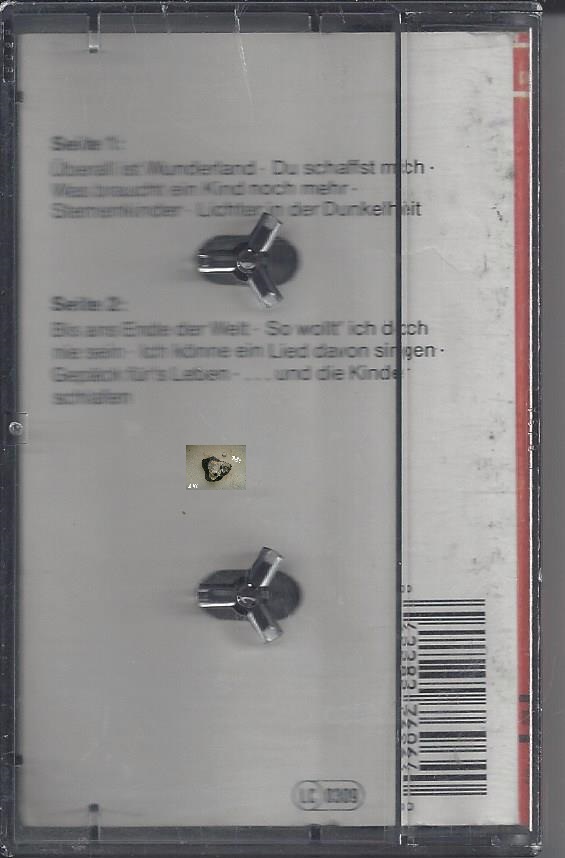 Seite 1:
Überall ist Wunderland · Du schaffst mich ·
Was braucht ein Kind noch mehr ·
Sternenkinder · Lichter in der Dunkelheit
Seite 2:
Bis ans Ende der Welt · So wollt' ich doch
nie sein · Ich könne ein Lied davon singen ·
Gepäck für's Leben · ... und die Kinder
schlafen
LC 0309